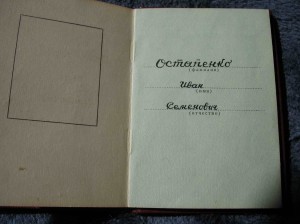 Остапенко
(ФАМИЛИЯ)
Иван
(ИМЯ)
Семенович
(ОТЧЕСТВО)